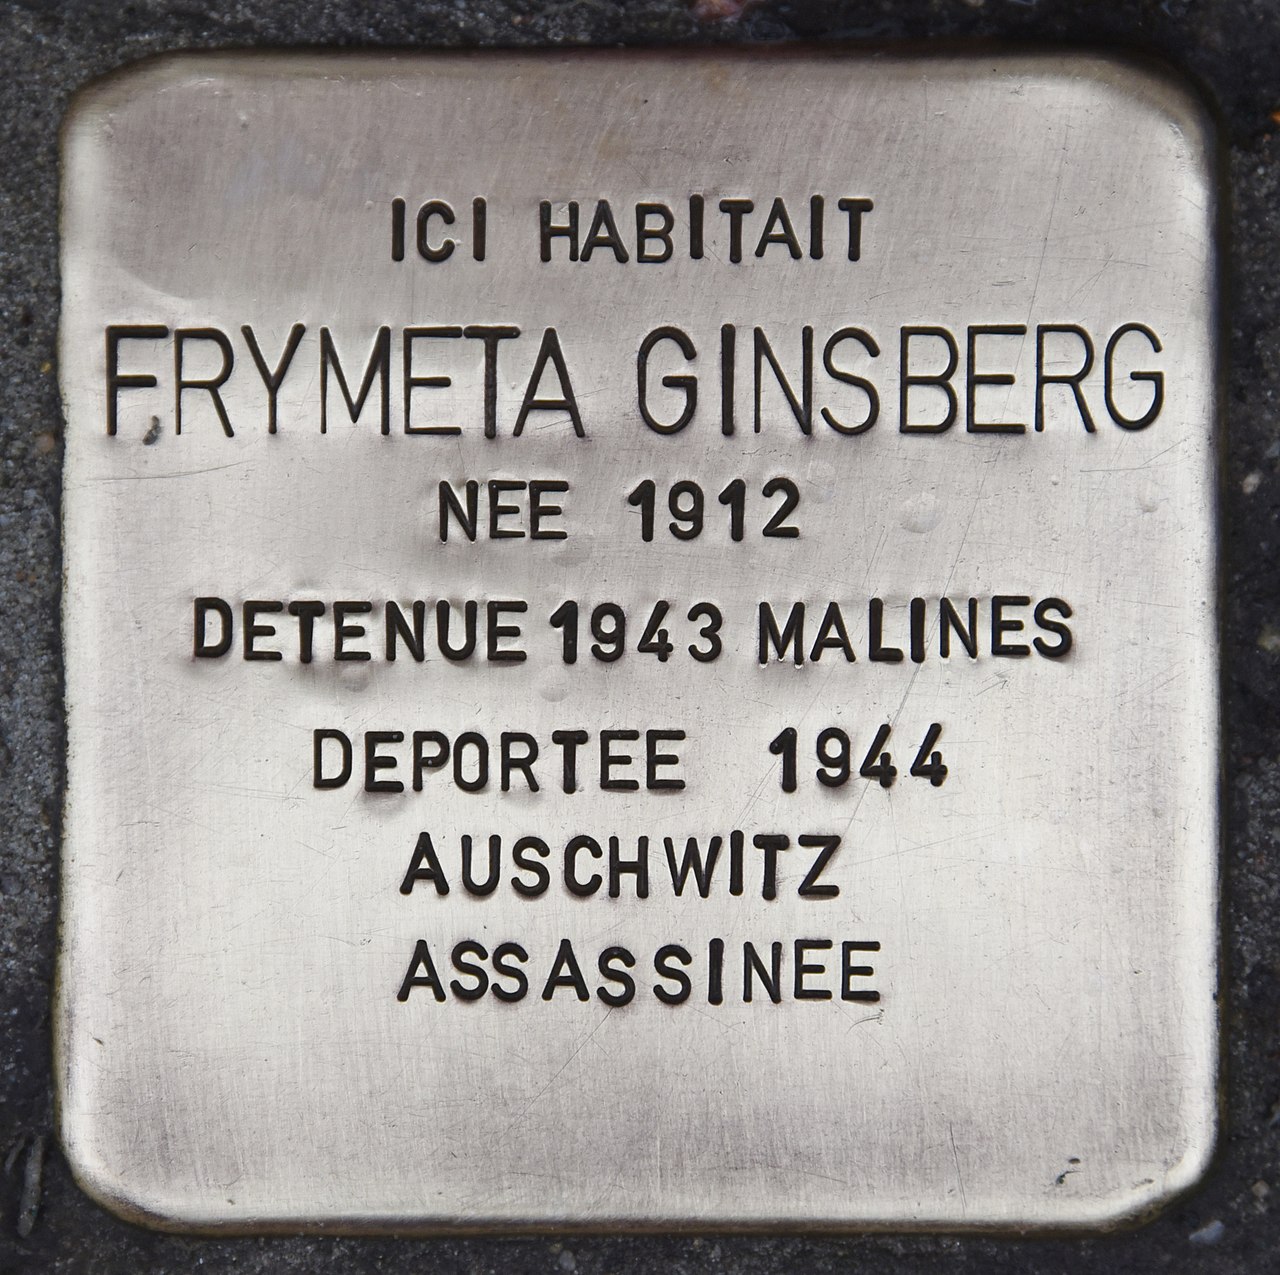 ICI HABITAIT
FRYMETA GINSBERG
NEE 1912
DETENUE 1943 MALINES
DEPORTEE 1944
AUSCHWITZ
ASSASSINEE